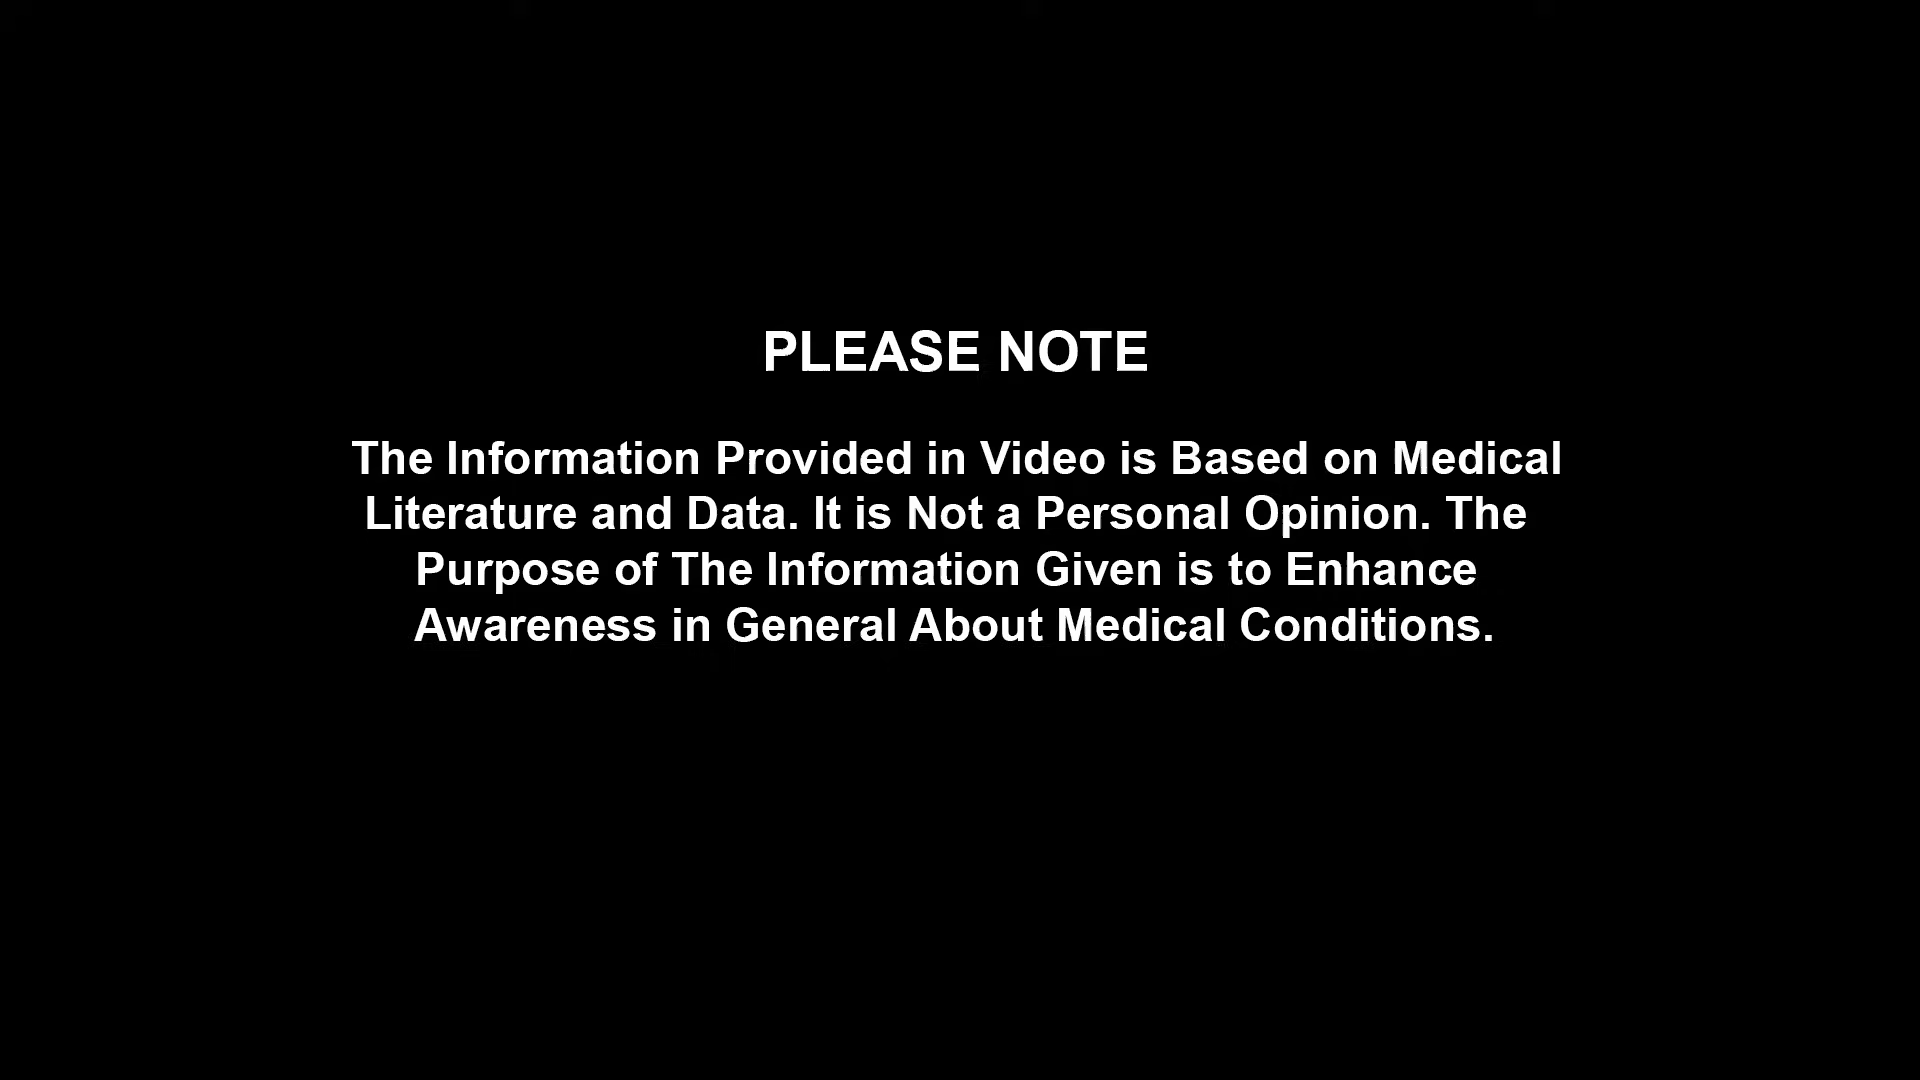 PLEASE NOTE
The Information Provided in Video is Based on Medical
Literature and Data. It is Not a Personal Opinion. The
Purpose of The Information Given is to Enhance
Awareness in General About Medical Conditions.